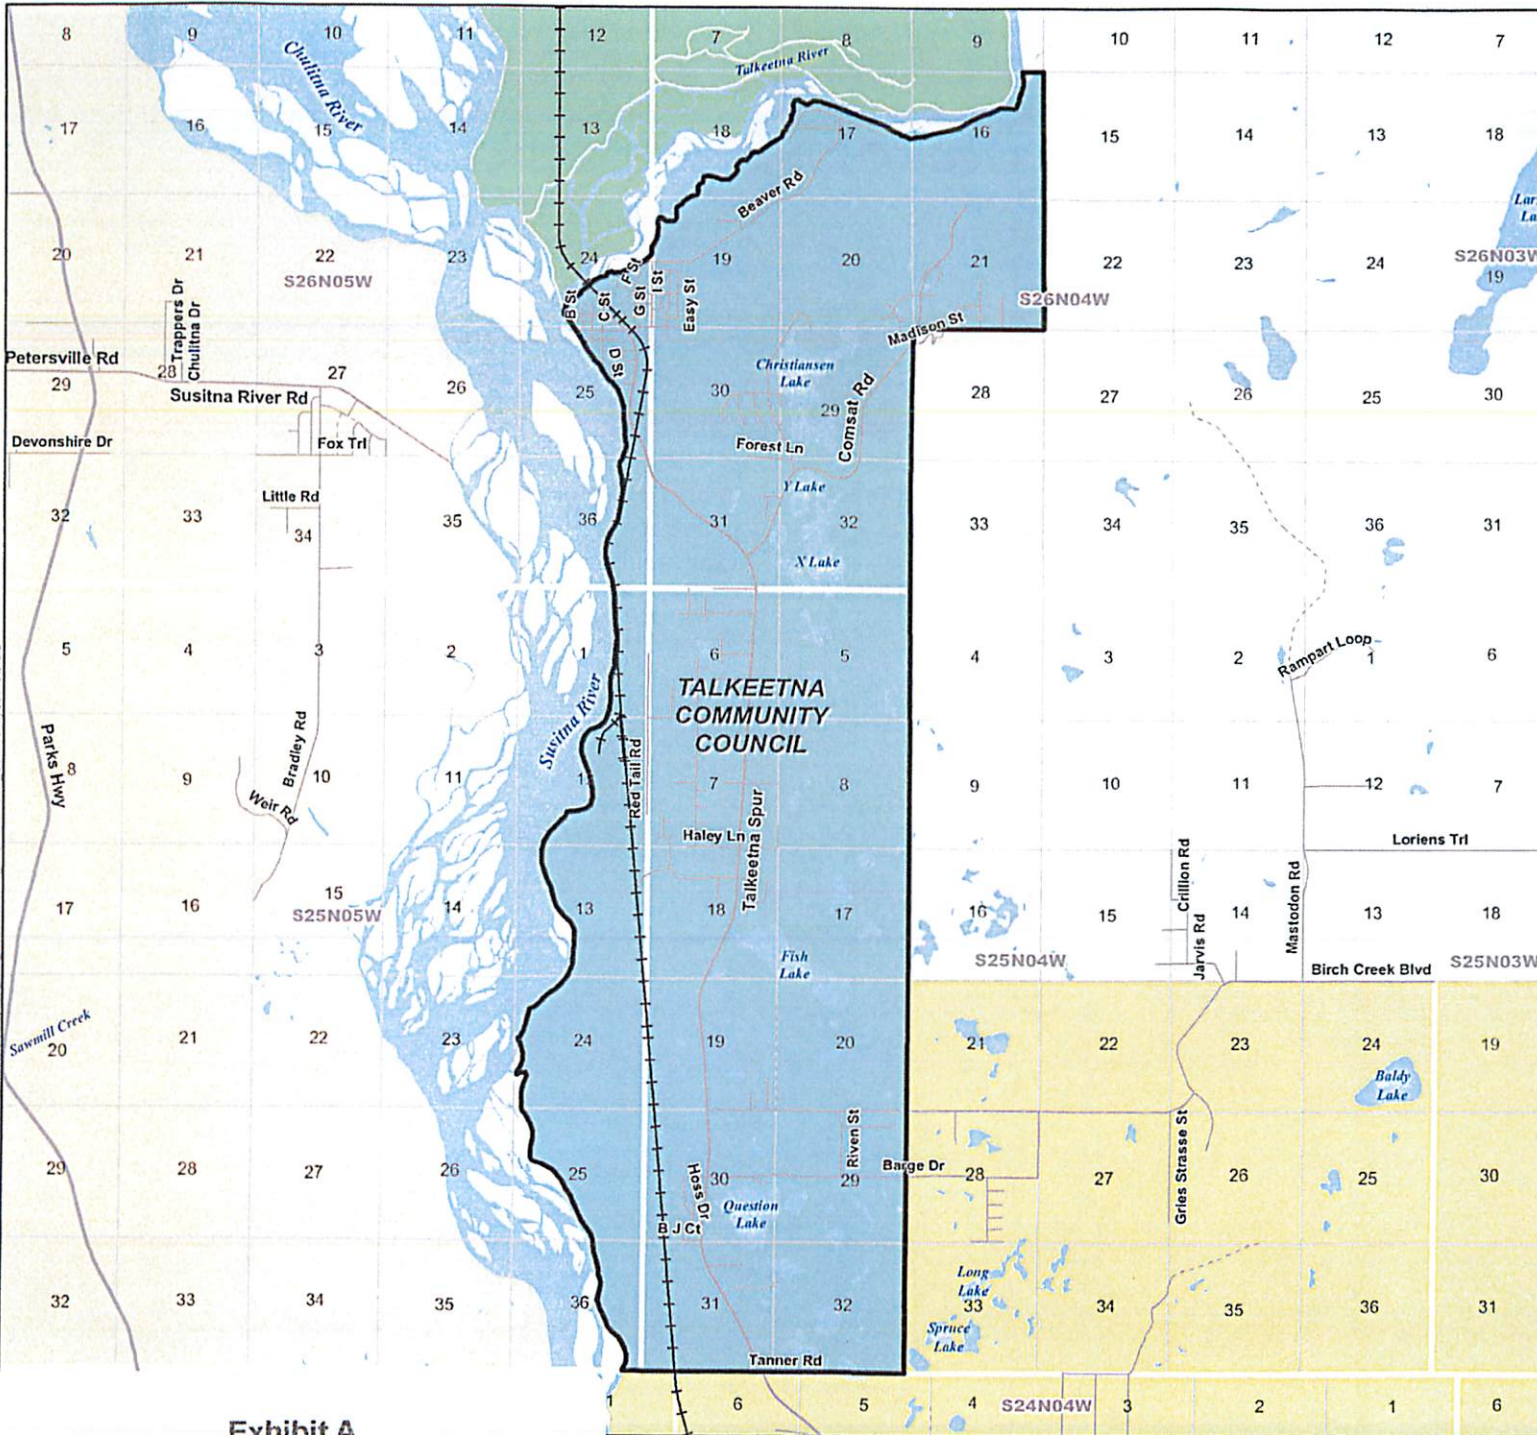 8 9 10 11 12 7 8 9 10 11 12 7
Chulitna River
Talkeetna River
17 16 15 14 13 18 17 16 15 14 13 18
Beaver Rd
20 21 22 23 24 19 20 21 22 23 24 19
S26N05W
S26N04W
S26N03W
Trappers Dr
Chulitna Dr
B St
C St
F St
G St
I St
Easy St
D St
Madison St
Petersville Rd
29 28 27 26 25 30 29 28 27 26 25 30
Christiansen
Lake
Susitna River Rd
Comsat Rd
Devonshire Dr
Fox Trl
Forest Ln
Little Rd
Y Lake
32 33 34 35 36 31 32 33 34 35 36 31
X Lake
5 4 3 2 1 6 5 4 3 2 1 6
Rampart Loop
TALKEETNA
COMMUNITY
COUNCIL
Susitna River
Parks Hwy
Bradley Rd
Red Tail Rd
8 9 10 11 7 8 9 10 11 12 7
Weir Rd
Haley Ln
Talkeetna Spur
Loriens Trl
Crillion Rd
Mastodon Rd
17 16 15 14 13 18 17 16 15 14 13 18
S25N05W
Jarvis Rd
Fish
Lake
S25N04W
Birch Creek Blvd
S25N03W
Sawmill Creek
20 21 22 23 24 19 20 21 22 23 24 19
Baldy
Lake
Riven St
Gries Strasse St
29 28 27 26 25 30 29 28 27 26 25 30
Barge Dr
Hoss Dr
Question
Lake
B J Ct
Long
Lake
32 33 34 35 36 31 32 33 34 35 36 31
Spruce
Lake
Tanner Rd
1 6 5 4 3 2 1 6
S24N04W
Exhibit A